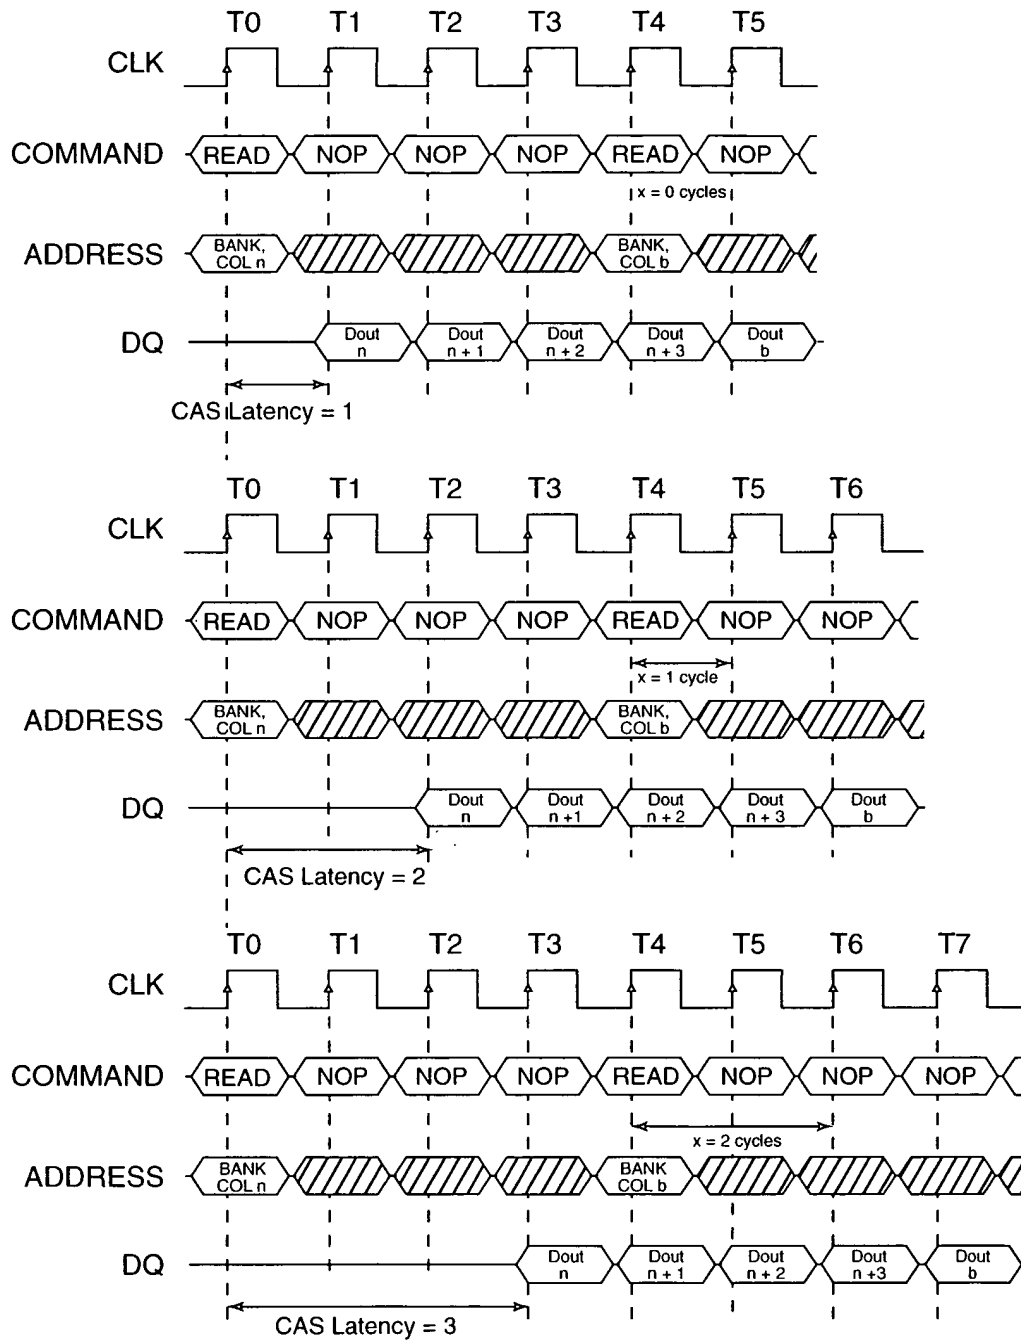 T0 T1 T2 T3 T4 T5
CLK
COMMAND READ NOP NOP NOP READ NOP
x = 0 cycles
ADDRESS BANK, COL n BANK, COL b
DQ Dout n Dout n + 1 Dout n + 2 Dout n + 3 Dout b
CAS Latency = 1
T0 T1 T2 T3 T4 T5 T6
CLK
COMMAND READ NOP NOP NOP READ NOP NOP
x = 1 cycle
ADDRESS BANK, COL n BANK, COL b
DQ Dout n Dout n +1 Dout n + 2 Dout n + 3 Dout b
CAS Latency = 2
T0 T1 T2 T3 T4 T5 T6 T7
CLK
COMMAND READ NOP NOP NOP READ NOP NOP NOP
x = 2 cycles
ADDRESS BANK COL n BANK COL b
DQ Dout n Dout n + 1 Dout n + 2 Dout n +3 Dout b
CAS Latency = 3